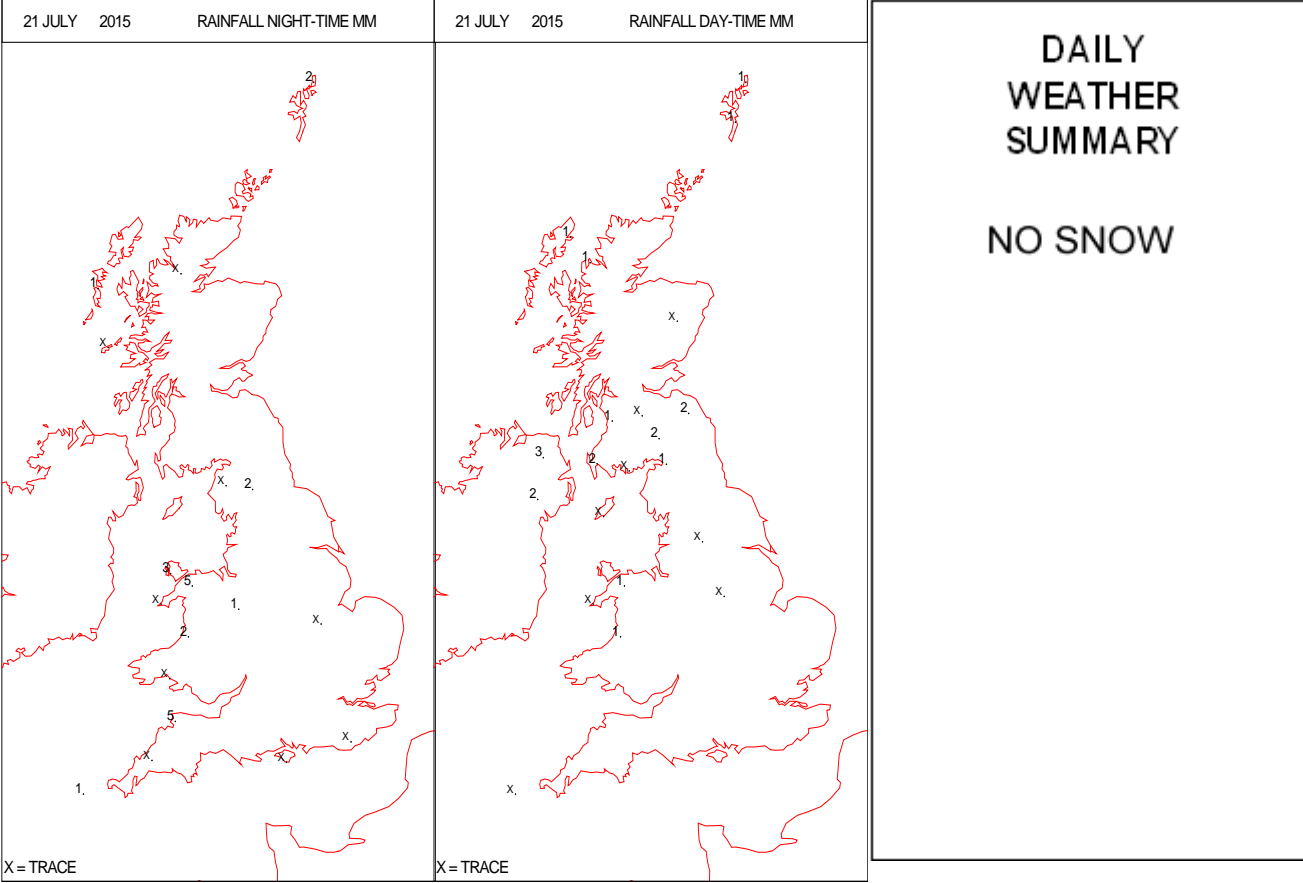 21 JULY 2015 RAINFALL NIGHT-TIME MM
2
X.
1
X.
X. 2.
3
5.
X. 1.
X.
2.
X.
5.
X.
X. X.
1.
X = TRACE
21 JULY 2015 RAINFALL DAY-TIME MM
1
1.
1.
1.
X.
1. X. 2.
2.
3.
2 X. 1.
2.
X.
X.
1.
X. X.
1.
X.
X = TRACE
DAILY
WEATHER
SUMMARY
NO SNOW